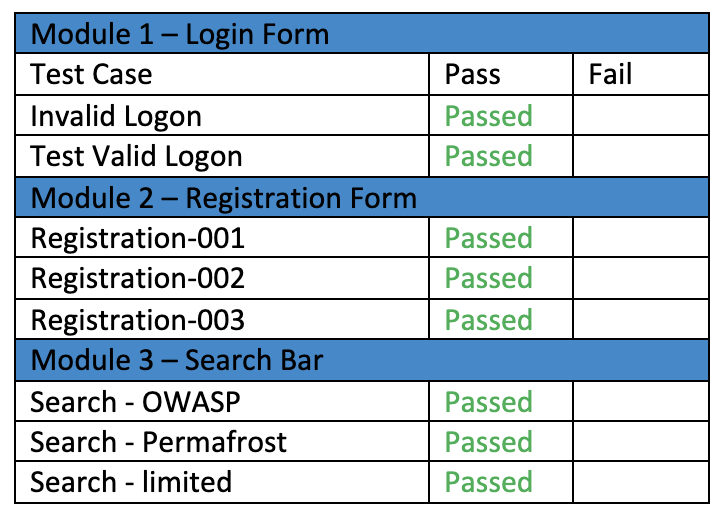 Module 1 – Login Form
Test Case Pass Fail
Invalid Logon Passed
Test Valid Logon Passed
Module 2 – Registration Form
Registration-001 Passed
Registration-002 Passed
Registration-003 Passed
Module 3 – Search Bar
Search - OWASP Passed
Search - Permafrost Passed
Search - limited Passed